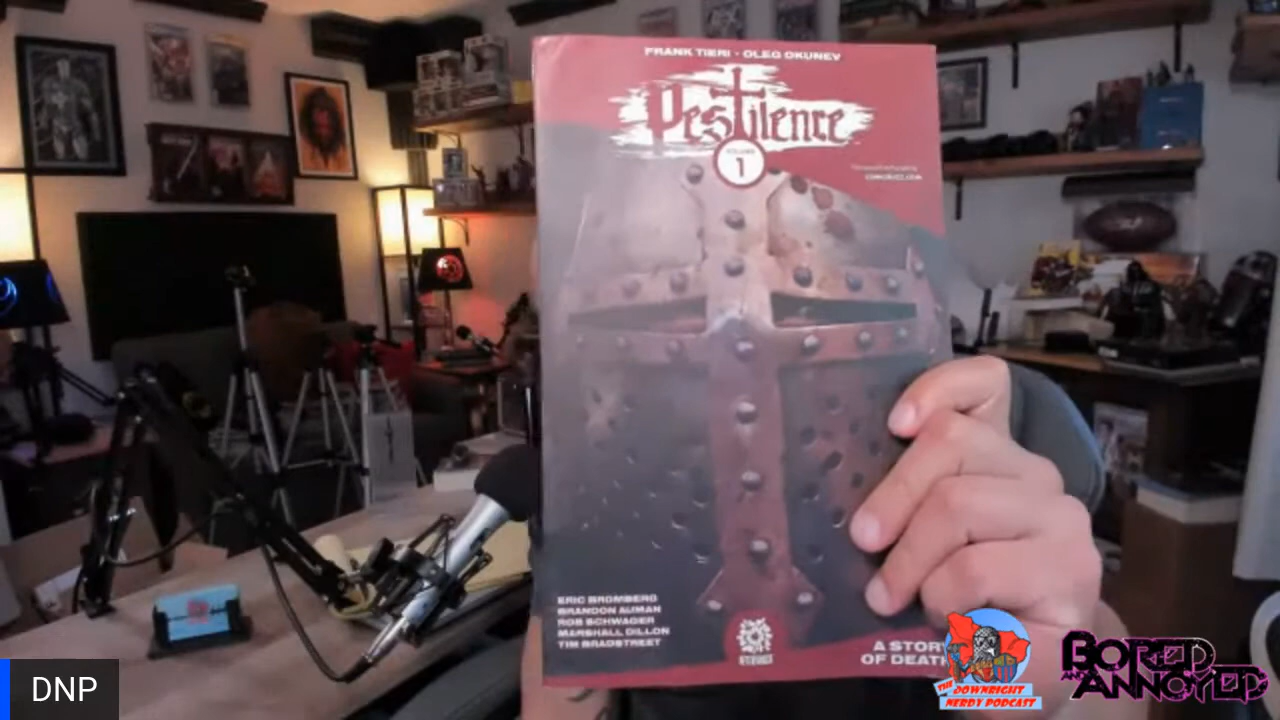 FRANK TIERI • OLEG OKUNEV
Pestilence
VOLUME
1
ERIC BROMBERG
BRANDON AUMAN
ROB SCHWAGER
MARSHALL DILLON
TIM BRADSTREET
AFTERSHOCK
A STORY
OF DEATH
DNP
THE DOWNRIGHT
NERDY PODCAST
BORED
AND ANNOYED